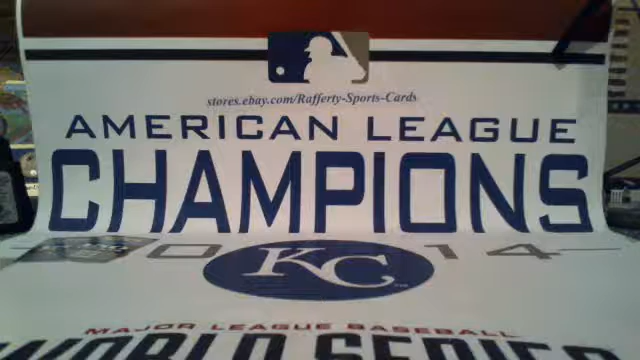 stores.ebay.com/Rafferty-Sports-Cards
AMERICAN LEAGUE
CHAMPIONS
2014
KC
MAJOR LEAGUE BASEBALL
WORLD SERIES